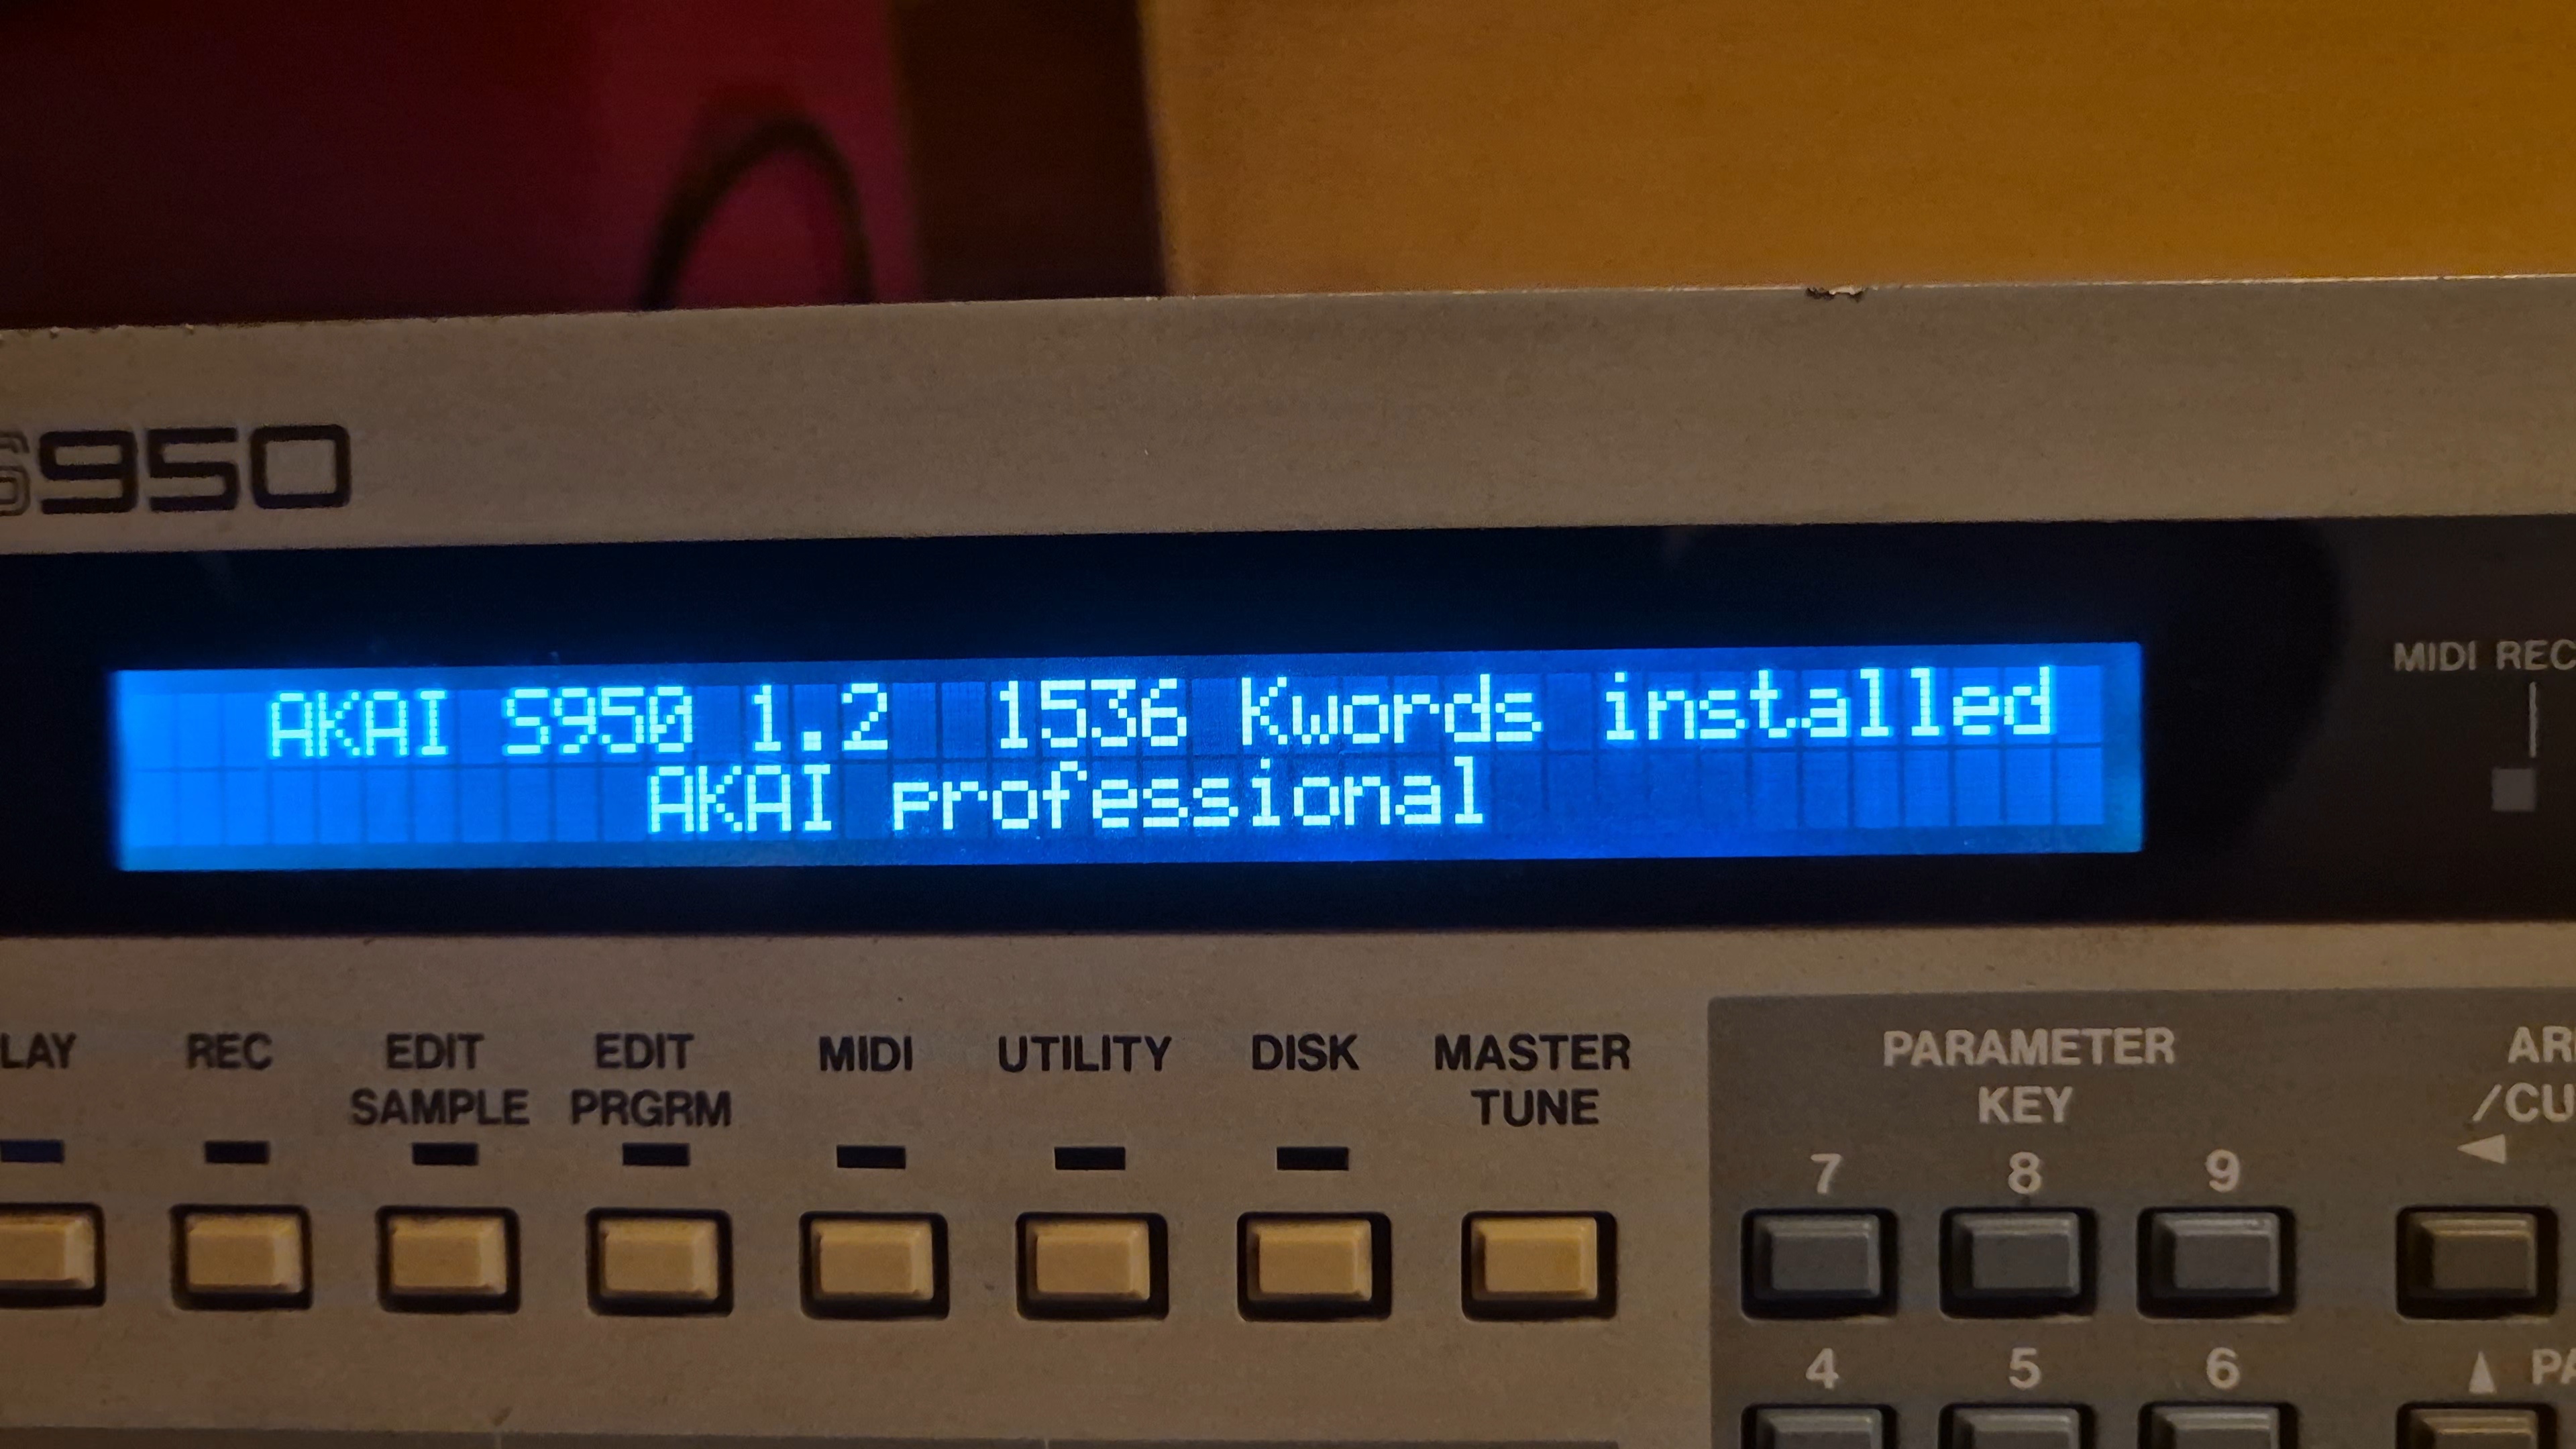 S950
AKAI S950 1.2  1536 Kwords installed
AKAI professional
MIDI REC
LAY
REC
EDIT
SAMPLE
EDIT
PRGRM
MIDI
UTILITY
DISK
MASTER
TUNE
PARAMETER
KEY
7
8
9
4
5
6